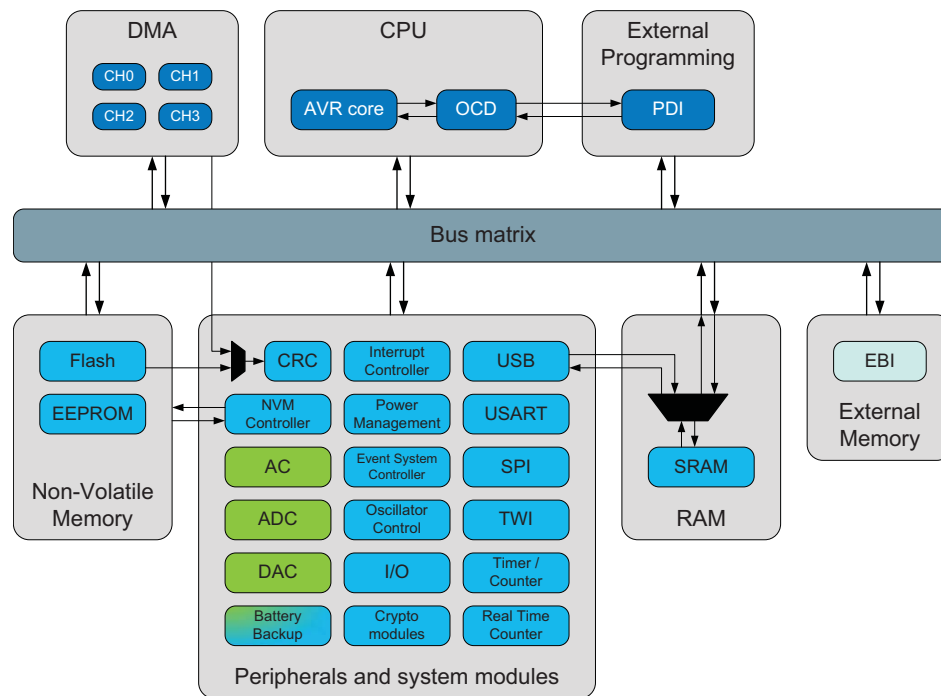 DMA
CH0
CH1
CH2
CH3
CPU
AVR core
OCD
External
Programming
PDI
Bus matrix
Flash
EEPROM
Non-Volatile
Memory
CRC
Interrupt
Controller
USB
NVM
Controller
Power
Management
USART
AC
Event System
Controller
SPI
ADC
Oscillator
Control
TWI
DAC
I/O
Timer /
Counter
Battery
Backup
Crypto
modules
Real Time
Counter
Peripherals and system modules
SRAM
RAM
EBI
External
Memory